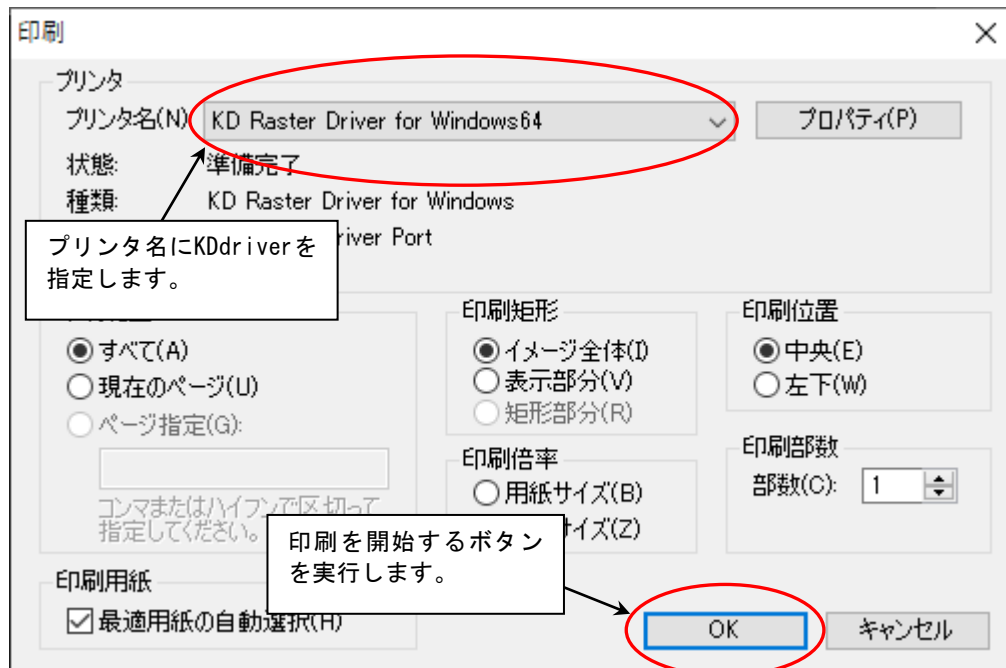 印刷
プリンタ
プリンタ名(N)
KD Raster Driver for Windows64
プロパティ(P)
状態:
準備完了
種類:
KD Raster Driver for Windows
river Port
プリンタ名にKDdriverを
指定します。
すべて(A)
現在のページ(U)
ページ指定(G):
コンマまたはハイフンで区切って
指定してください。
印刷矩形
イメージ全体(I)
表示部分(V)
矩形部分(R)
印刷位置
中央(E)
左下(W)
印刷倍率
用紙サイズ(B)
イズ(Z)
印刷部数
部数(C):
1
印刷を開始するボタン
を実行します。
印刷用紙
最適用紙の自動選択(H)
OK
キャンセル